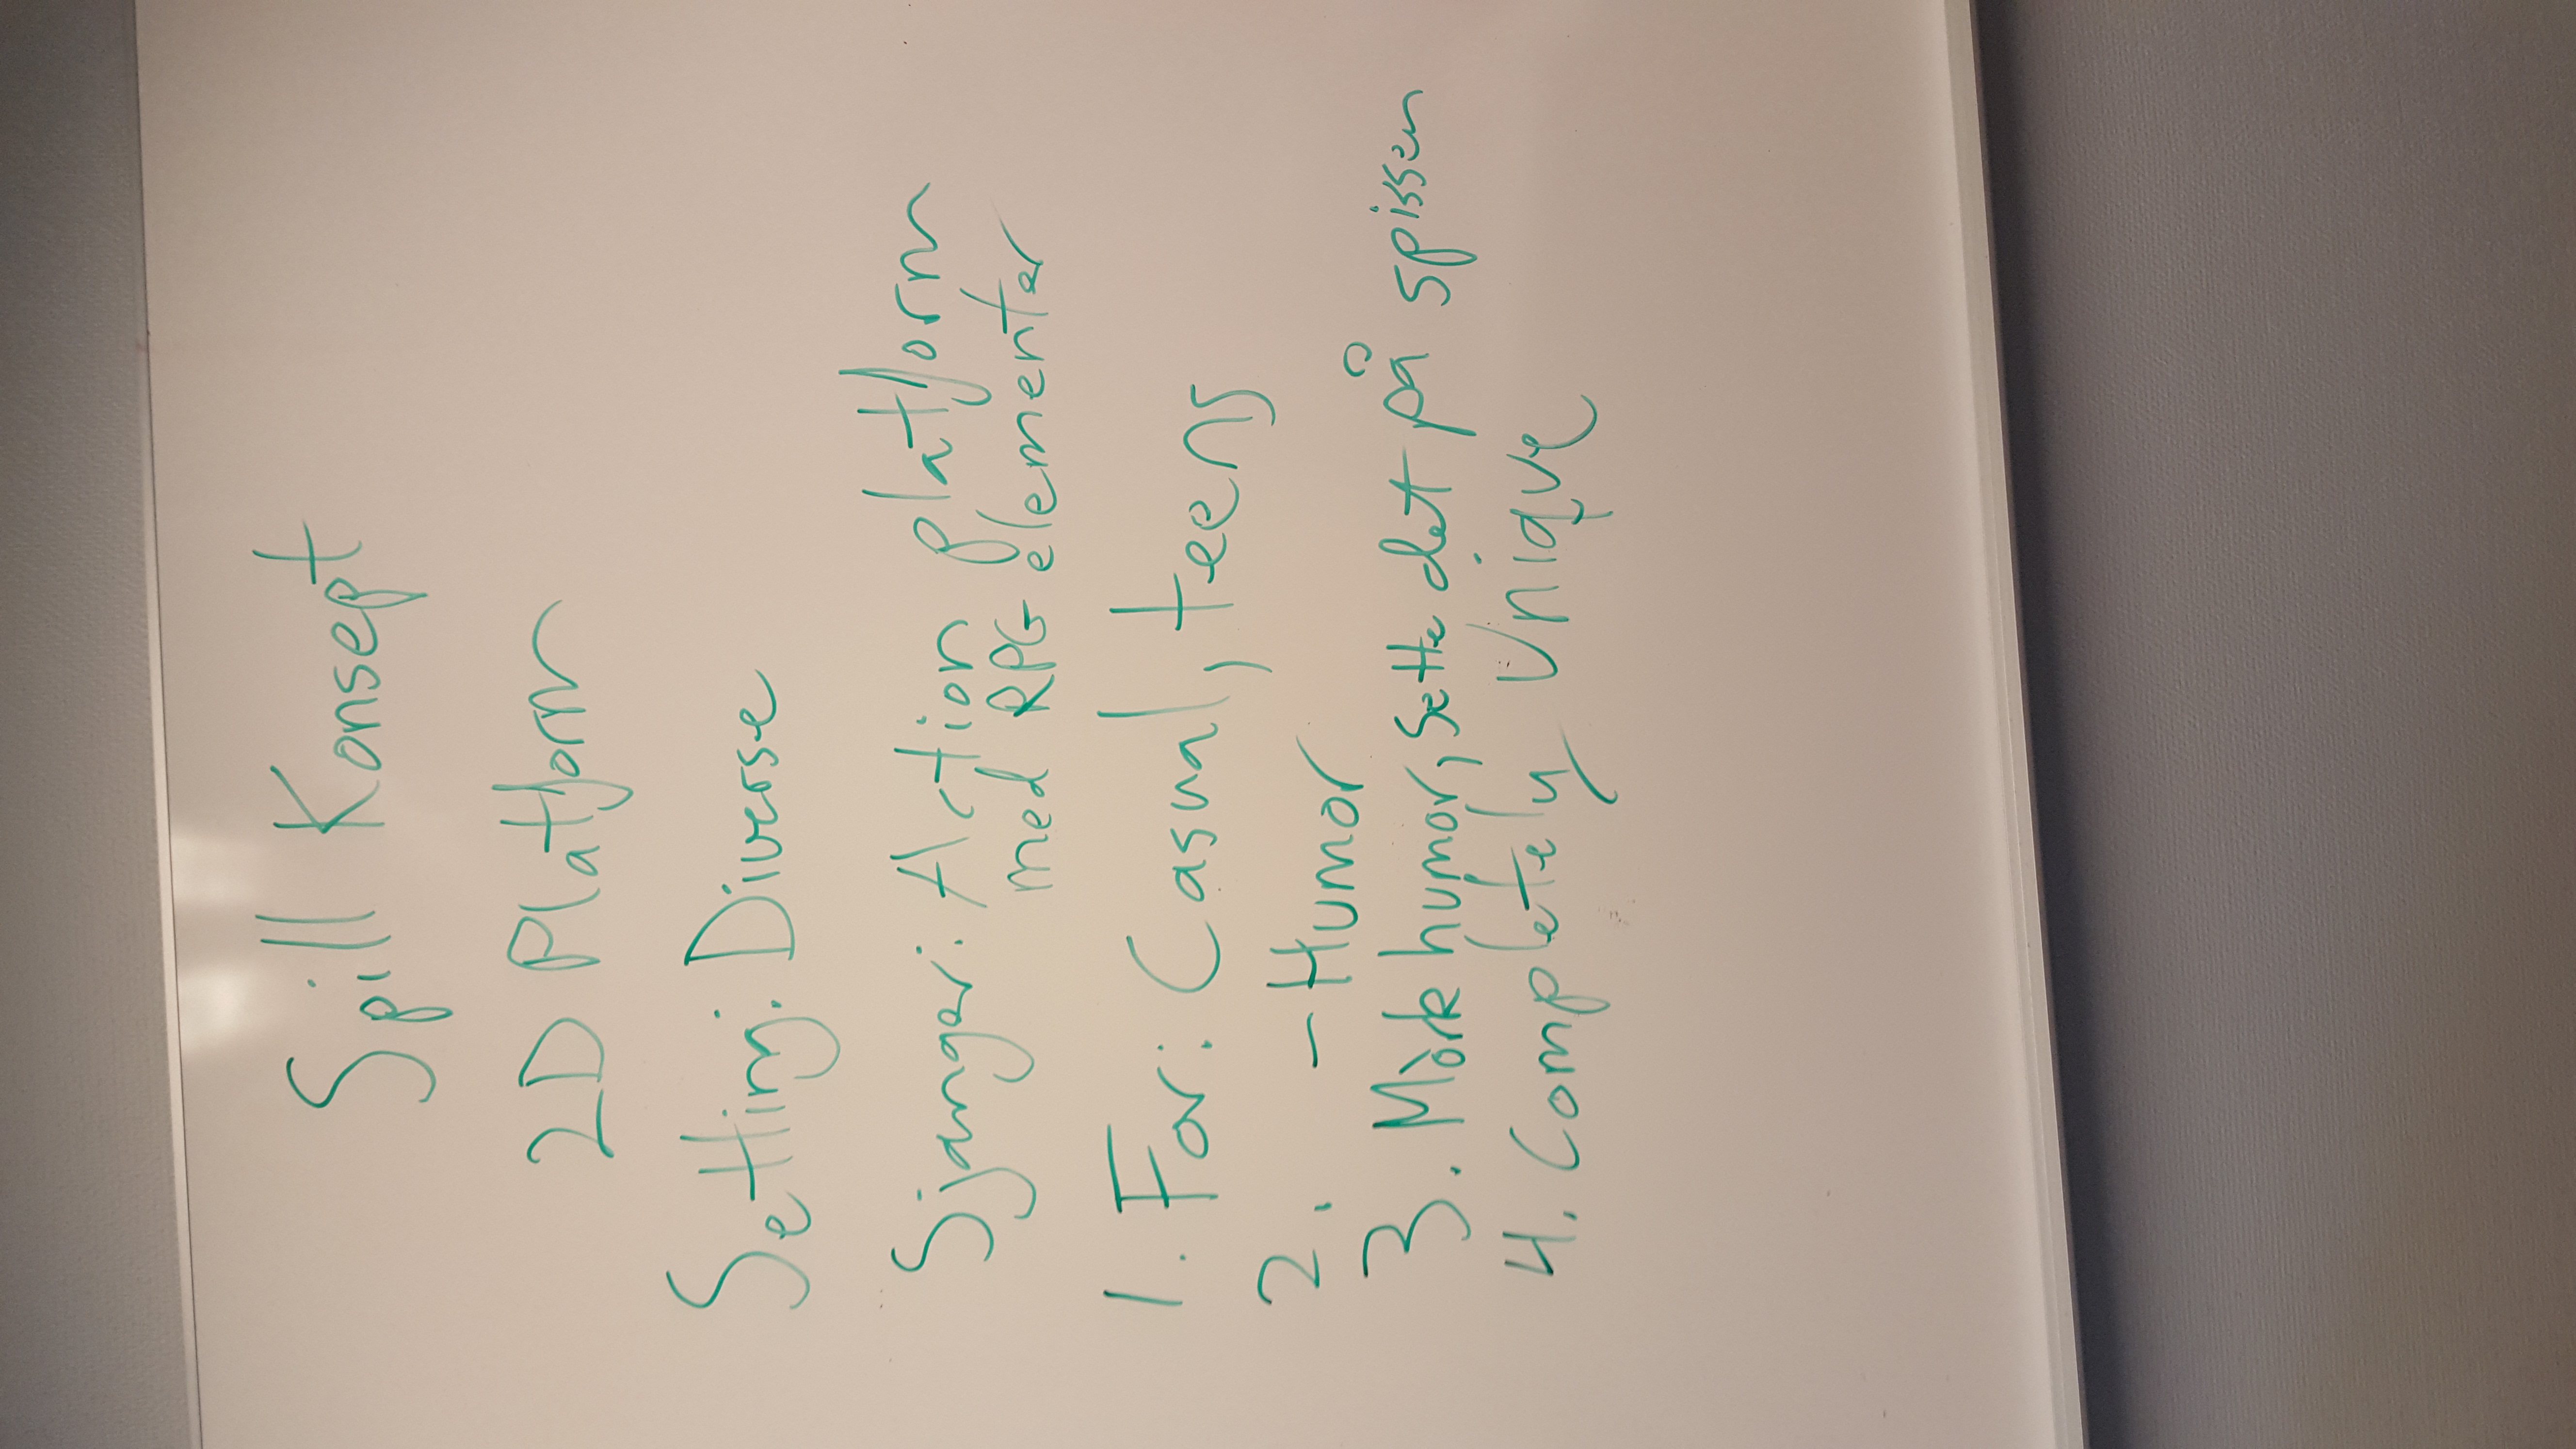 Spill Konsept
2D Platform
Setting: Diverse
Sjanger: Action platform
med RPG elementer
1. For: Casual, teens
2. - Humor
3. Mòrk humor, Sette det på spissen
4. Completely Unique